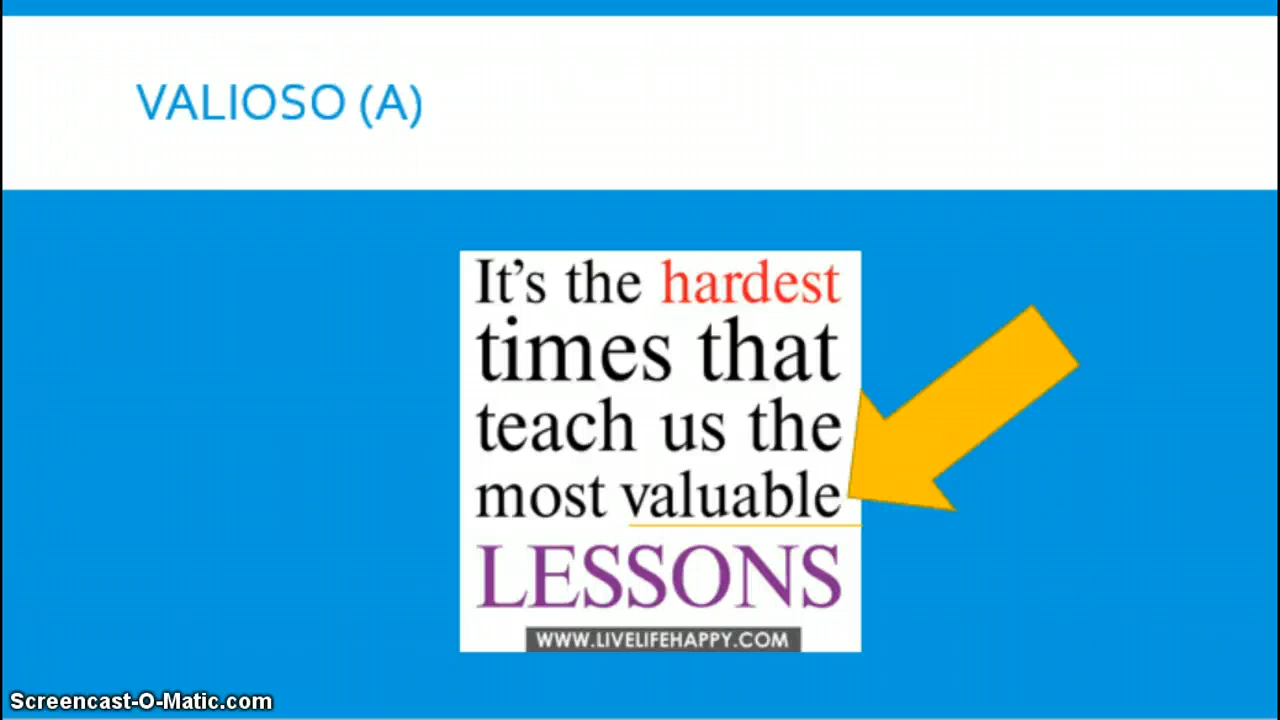 VALIOSO (A)
It's the hardest
times that
teach us the
most valuable
LESSONS
WWW.LIVELIFEHAPPY.COM
Screencast-O-Matic.com